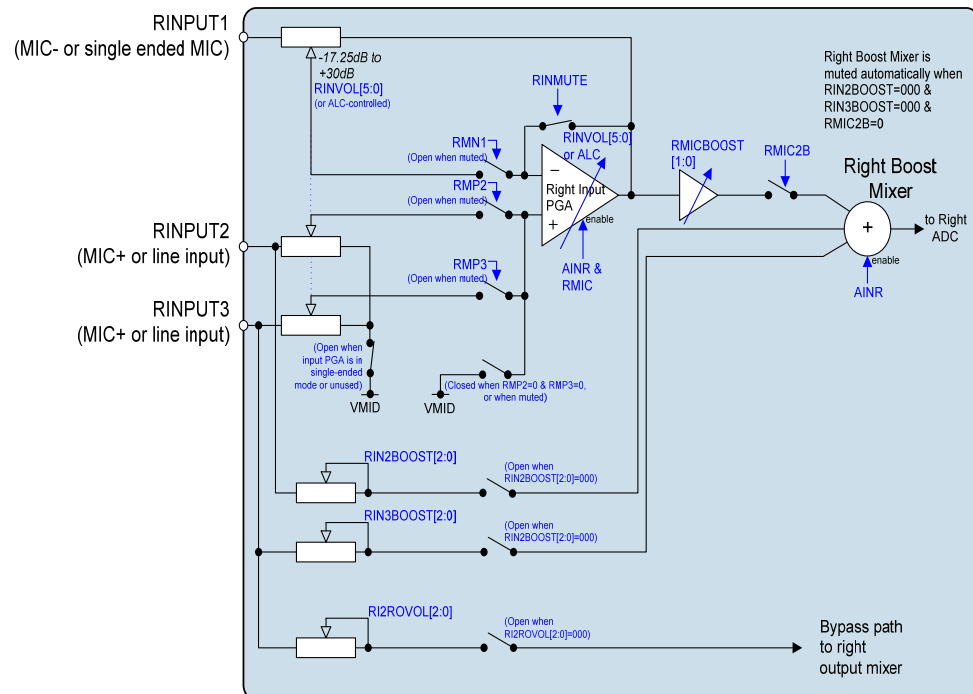 RINPUT1
(MIC- or single ended MIC)
-17.25dB to
+30dB
RINVOL[5:0]
(or ALC-controlled)
RINMUTE
Right Boost Mixer is
muted automatically when
RIN2BOOST=000 &
RIN3BOOST=000 &
RMIC2B=0
RMN1
(Open when muted)
RINVOL[5:0]
or ALC
RMICBOOST
[1:0]
RMIC2B
Right Boost
Mixer
RMP2
(Open when muted)
−
Right Input
PGA
+
enable
+
enable
to Right
ADC
RINPUT2
(MIC+ or line input)
RMP3
(Open when muted)
AINR &
RMIC
AINR
RINPUT3
(MIC+ or line input)
(Open when
input PGA is in
single-ended
mode or unused)
VMID
VMID
(Closed when RMP2=0 & RMP3=0,
or when muted)
RIN2BOOST[2:0]
(Open when
RIN2BOOST[2:0]=000)
RIN3BOOST[2:0]
(Open when
RIN2BOOST[2:0]=000)
RI2ROVOL[2:0]
(Open when
RI2ROVOL[2:0]=000)
Bypass path
to right
output mixer